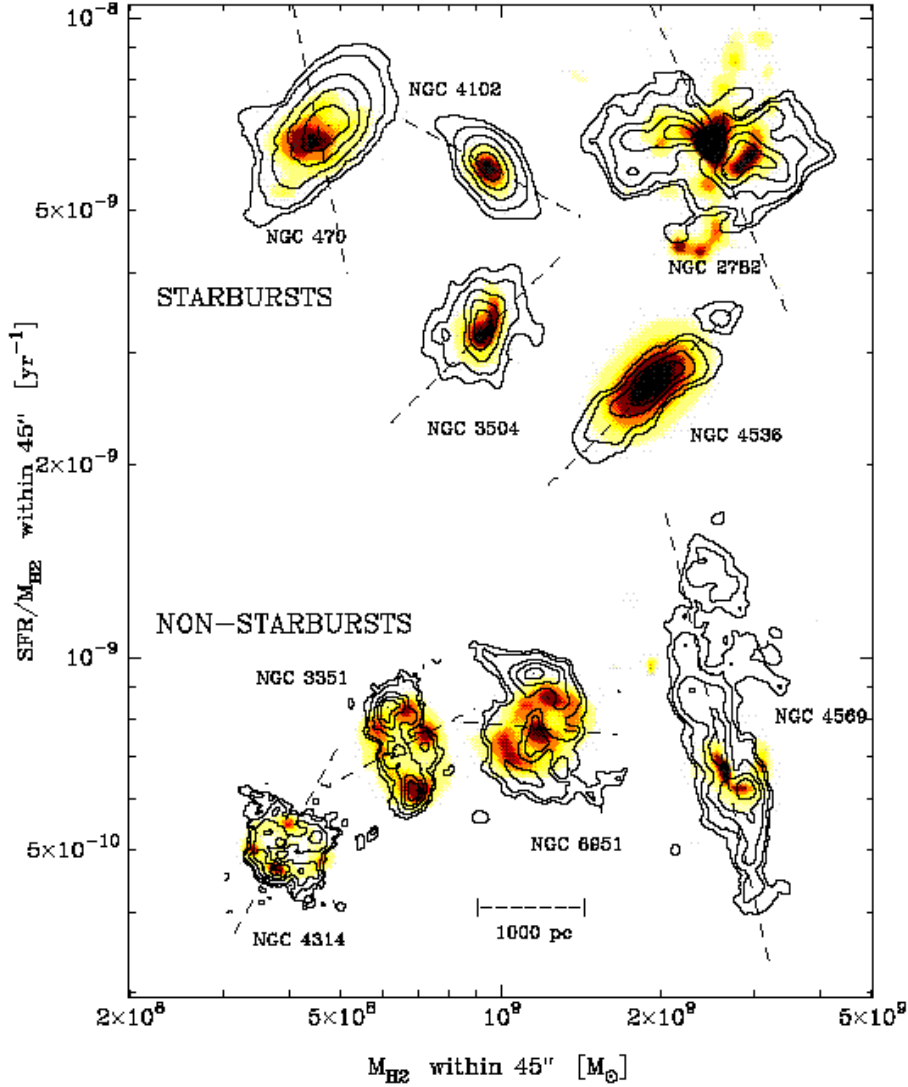 10⁻⁸
NGC 4102
5×10⁻⁹
NGC 470
NGC 2782
STARBURSTS
NGC 3504
NGC 4536
2×10⁻⁹
SFR/M_H2 within 45" [yr⁻¹]
NON-STARBURSTS
10⁻⁹
NGC 3351
NGC 4569
5×10⁻¹⁰
NGC 6951
NGC 4314
1000 pc
2×10⁸ 5×10⁸ 10⁹ 2×10⁹ 5×10⁹
M_H2 within 45" [M_⊙]